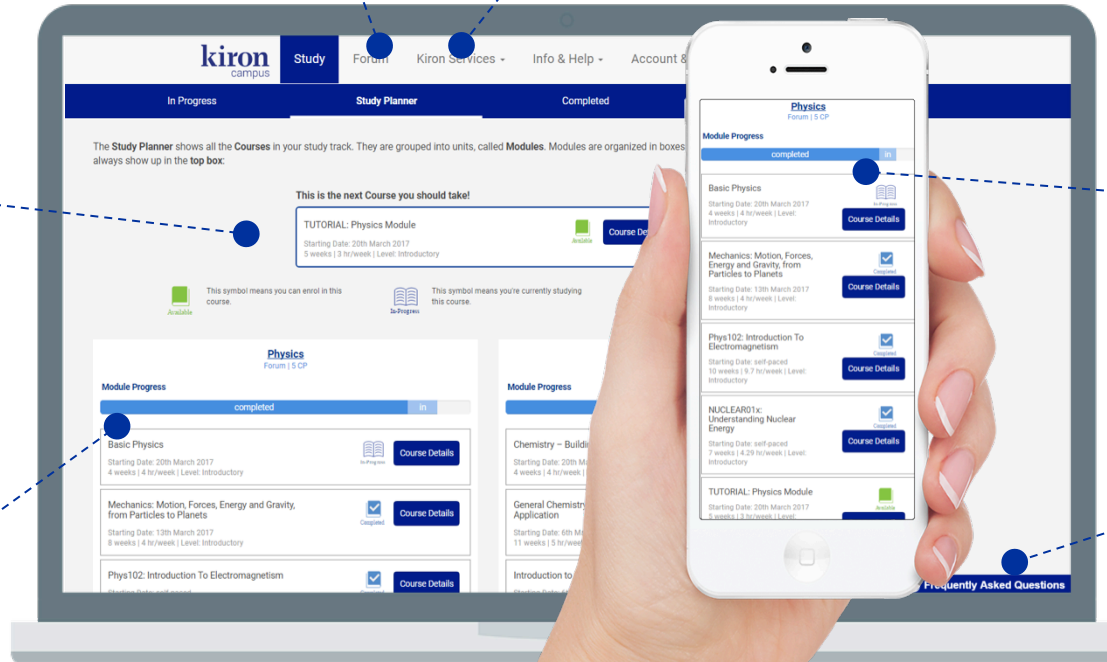 kiron
campus
Study
Forum
Kiron Services
Info & Help
Account &
In Progress
Study Planner
Completed
The Study Planner shows all the Courses in your study track. They are grouped into units, called Modules. Modules are organized in boxes
always show up in the top box:
This is the next Course you should take!
TUTORIAL: Physics Module
Starting Date: 20th March 2017
5 weeks | 3 hr/week | Level: Introductory
Available
Course De
Available
This symbol means you can enrol in this
course.
In-Progress
This symbol means you're currently studying
this course.
Physics
Forum | 5 CP
Module Progress
completed
in
Basic Physics
Starting Date: 20th March 2017
4 weeks | 4 hr/week | Level: Introductory
In-Progress
Course Details
Mechanics: Motion, Forces, Energy and Gravity,
from Particles to Planets
Starting Date: 13th March 2017
8 weeks | 4 hr/week | Level: Introductory
Completed
Course Details
Phys102: Introduction To Electromagnetism
Course Details
Module Progress
Chemistry –
Starting Date: 20th
4 weeks | 4 hr/week |
General Chemistry
Application
Starting Date: 6th
11 weeks | 5
Introduction to
Physics
Forum | 5 CP
Module Progress
completed
in
Basic Physics
Starting Date: 20th March 2017
4 weeks | 4 hr/week | Level:
Introductory
In-Progress
Course Details
Mechanics: Motion, Forces,
Energy and Gravity, from
Particles to Planets
Starting Date: 13th March 2017
8 weeks | 4 hr/week | Level:
Introductory
Completed
Course Details
Phys102: Introduction To
Electromagnetism
Starting Date: self-paced
10 weeks | 9.7 hr/week | Level:
Introductory
Completed
Course Details
NUCLEAR01x:
Understanding Nuclear
Energy
Starting Date: self-paced
7 weeks | 4.29 hr/week | Level:
Introductory
Completed
Course Details
TUTORIAL: Physics Module
Starting Date: 20th March 2017
5 weeks | 3 hr/week | Level:
Available
Frequently Asked Questions